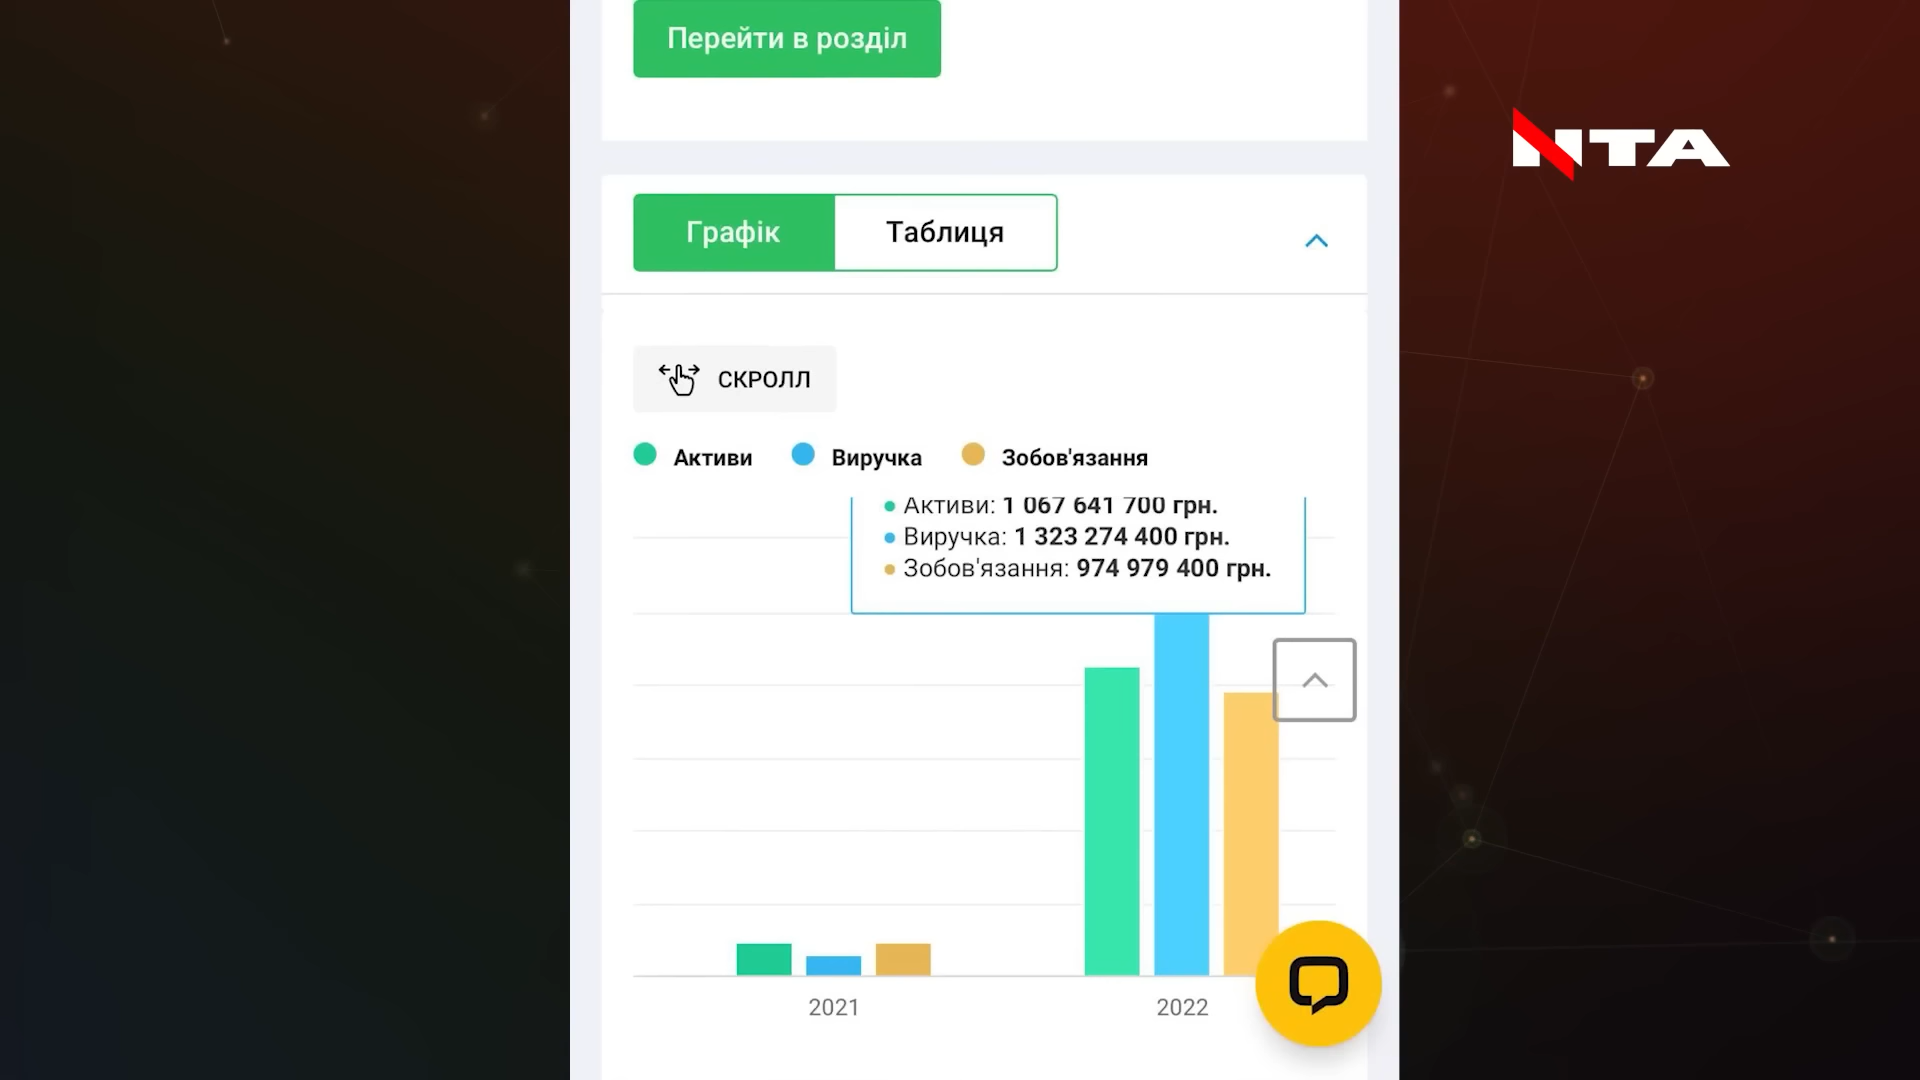 Перейти в розділ
NTA
Графік Таблиця
СКРОЛЛ
Активи Виручка Зобов'язання
Активи: 1 067 641 700 грн.
Виручка: 1 323 274 400 грн.
Зобов'язання: 974 979 400 грн.
2021 2022